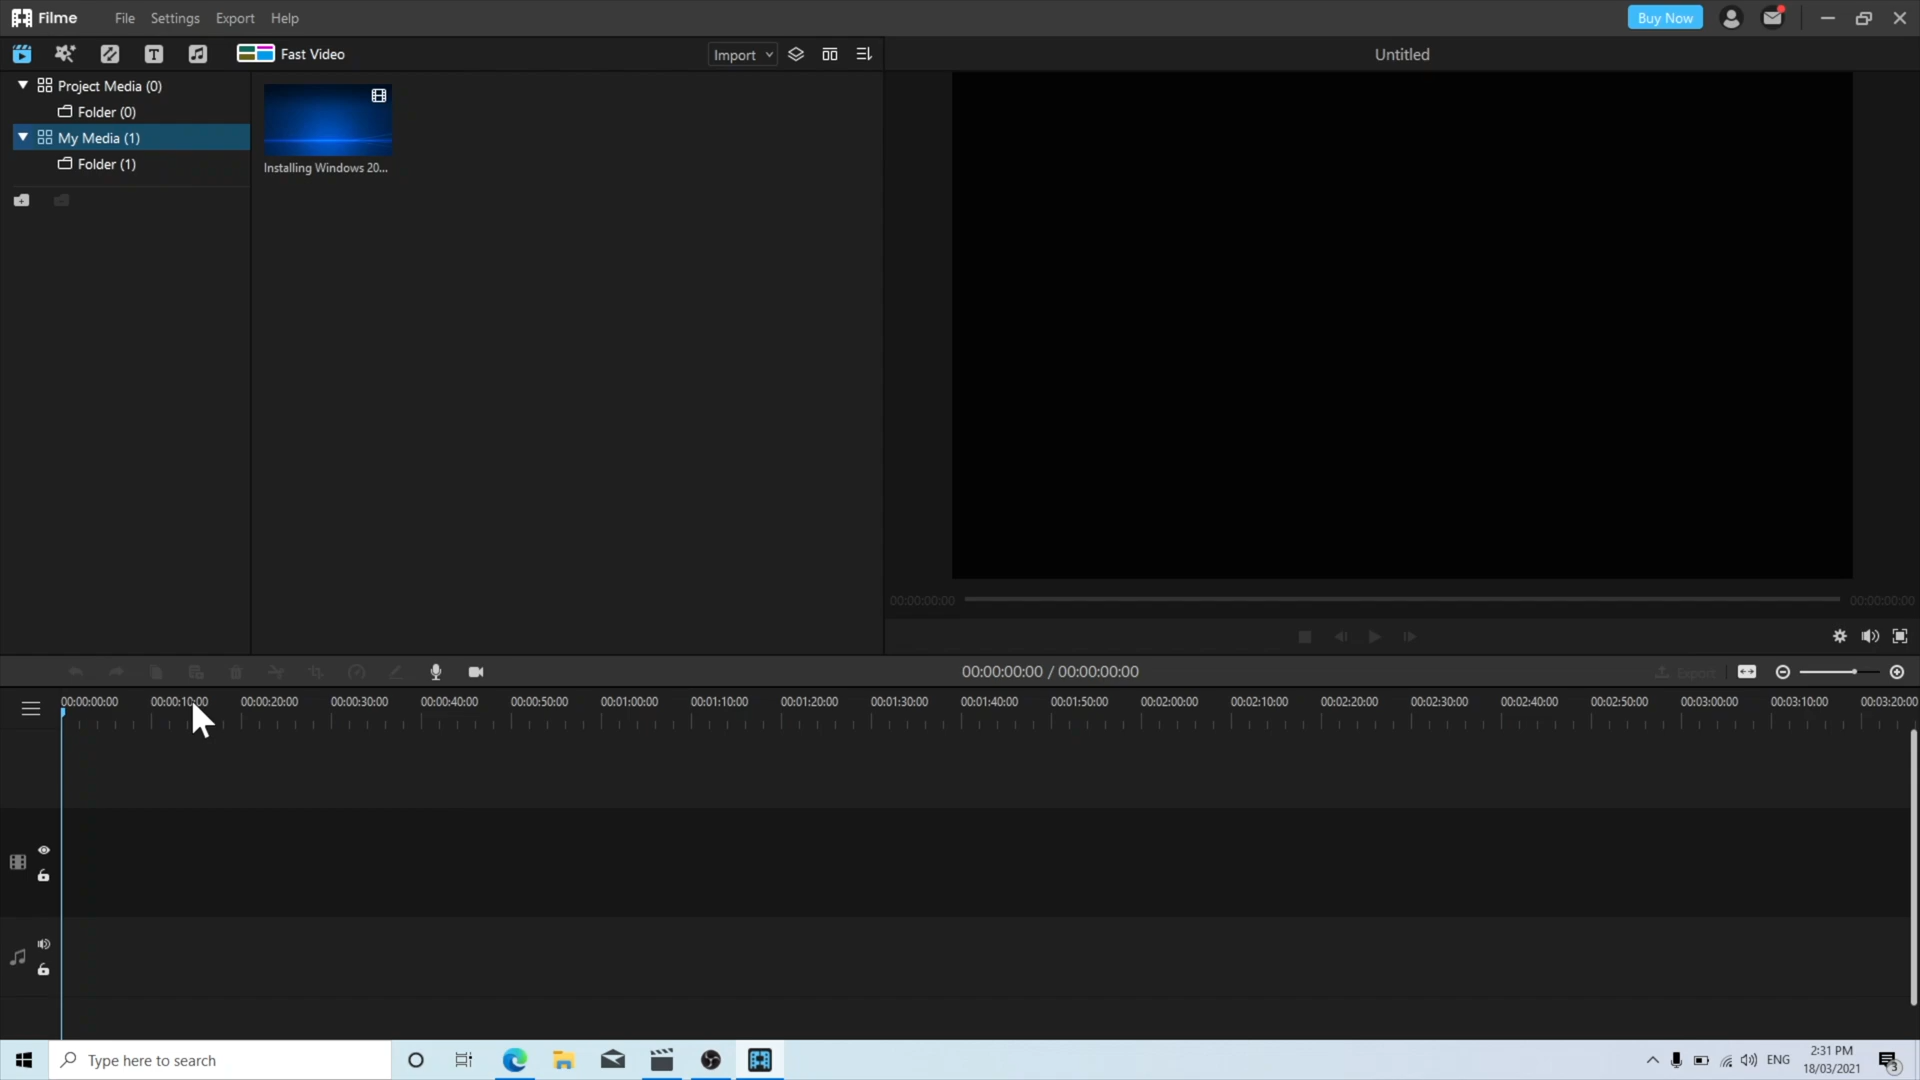 Filme File Settings Export Help Buy Now
Fast Video Import Untitled
Project Media (0)
Folder (0)
My Media (1)
Folder (1)
Installing Windows 20...
00:00:00:00 00:00:00:00
00:00:00:00 / 00:00:00:00 Export
00:00:00:00 00:00:10:00 00:00:20:00 00:00:30:00 00:00:40:00 00:00:50:00 00:01:00:00 00:01:10:00 00:01:20:00 00:01:30:00 00:01:40:00 00:01:50:00 00:02:00:00 00:02:10:00 00:02:20:00 00:02:30:00 00:02:40:00 00:02:50:00 00:03:00:00 00:03:10:00 00:03:20:00
Type here to search ENG 2:31 PM
18/03/2021 3